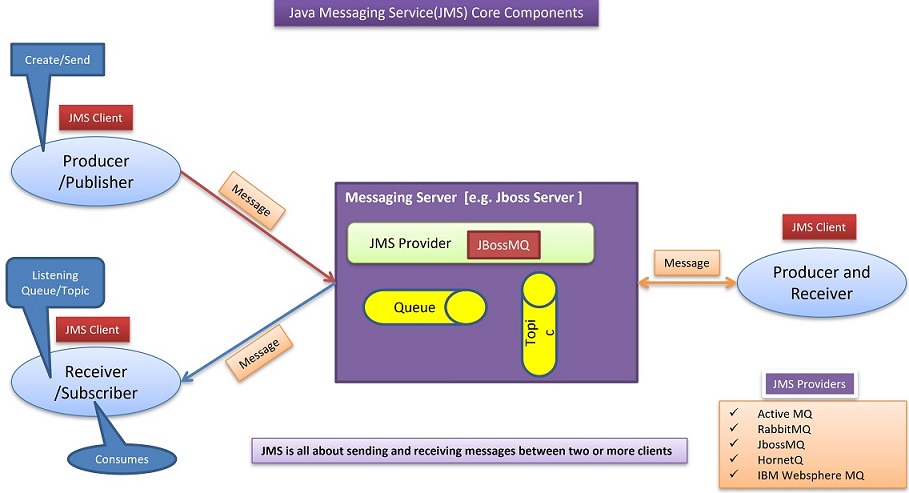 Java Messaging Service(JMS) Core Components
Create/Send
JMS Client
Producer
/Publisher
Message
Messaging Server [e.g. Jboss Server ]
JMS Provider
JBossMQ
Queue
Topi
c
JMS Client
Message
Producer and
Receiver
Listening
Queue/Topic
JMS Client
Receiver
/Subscriber
Message
Consumes
JMS is all about sending and receiving messages between two or more clients
JMS Providers
✓ Active MQ
✓ RabbitMQ
✓ JbossMQ
✓ HornetQ
✓ IBM Websphere MQ